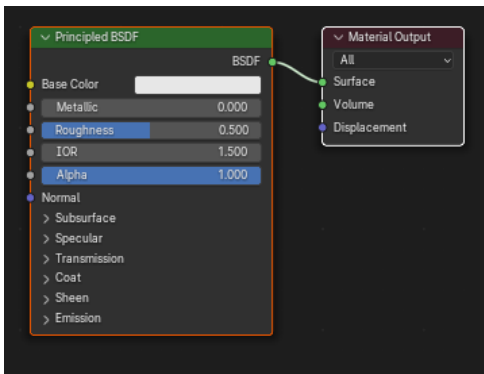 Principled BSDF
BSDF
Base Color
Metallic 0.000
Roughness 0.500
IOR 1.500
Alpha 1.000
Normal
Subsurface
Specular
Transmission
Coat
Sheen
Emission
Material Output
All
Surface
Volume
Displacement